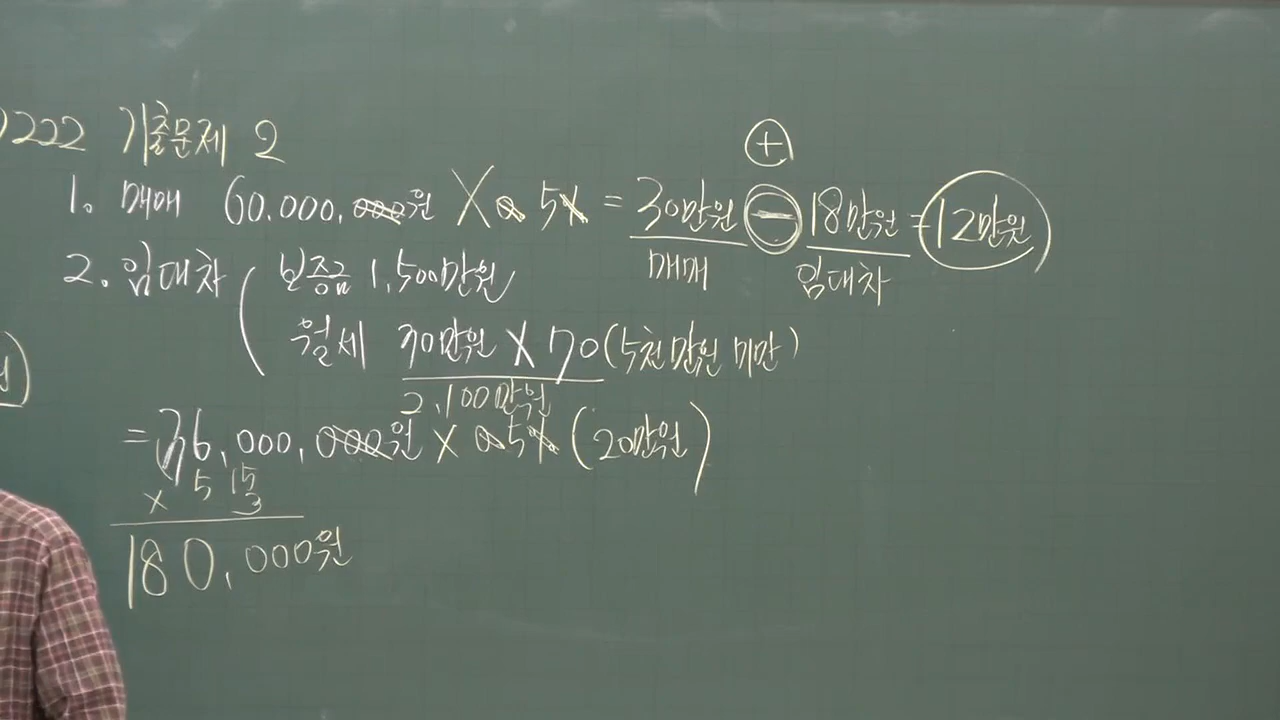 222 기출문제 2
1. 매매 60.000,000원 X 0.5% = 30만원 ⊖ 18만원 = 12만원
⊕
매매 임대차
2. 임대차 ( 보증금 1,500만원
월세 30만원 X 70 (5천만원 미만)
2,100만원
= 36,000,000원 X 0.5% (20만원)
x 5 15
3
180,000원